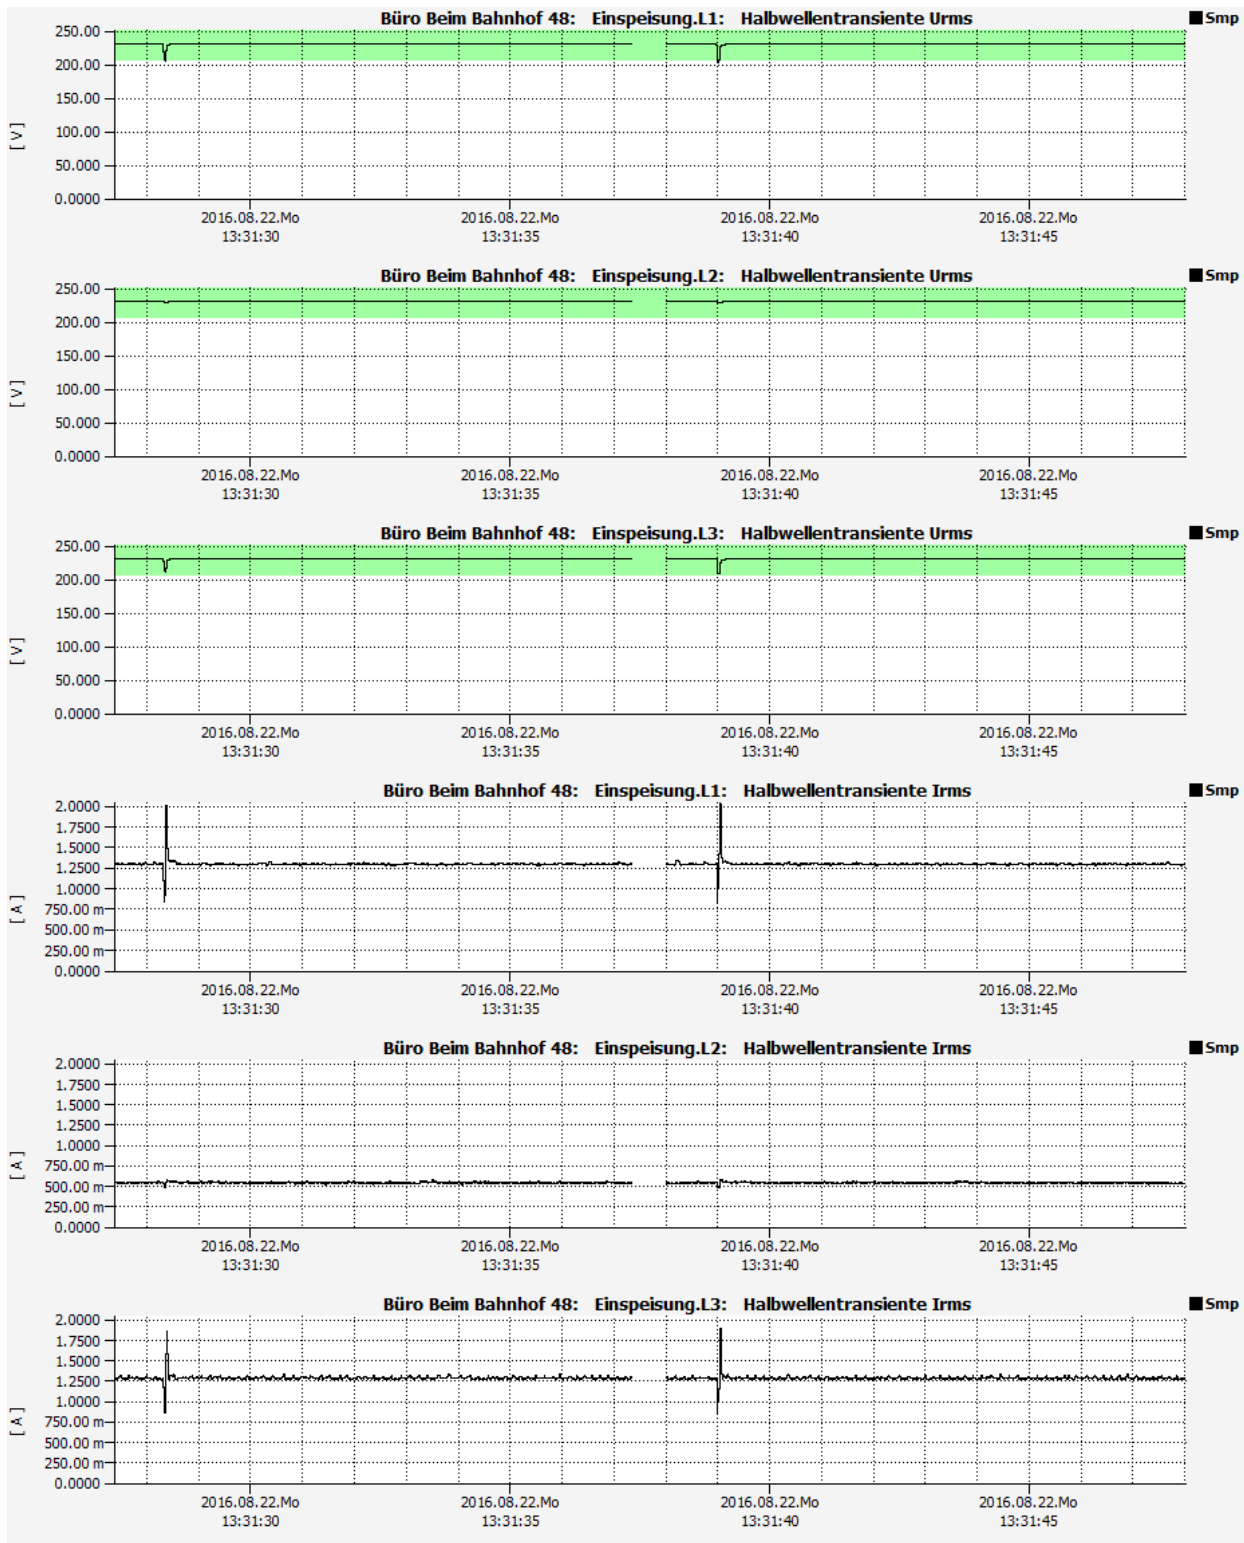 Büro Beim Bahnhof 48: Einspeisung.L1: Halbwellentransiente Urms
Smp
250.00
200.00
150.00
100.00
50.000
0.0000
[ V ]
2016.08.22.Mo 2016.08.22.Mo 2016.08.22.Mo 2016.08.22.Mo
13:31:30 13:31:35 13:31:40 13:31:45
Büro Beim Bahnhof 48: Einspeisung.L2: Halbwellentransiente Urms
Smp
250.00
200.00
150.00
100.00
50.000
0.0000
[ V ]
2016.08.22.Mo 2016.08.22.Mo 2016.08.22.Mo 2016.08.22.Mo
13:31:30 13:31:35 13:31:40 13:31:45
Büro Beim Bahnhof 48: Einspeisung.L3: Halbwellentransiente Urms
Smp
250.00
200.00
150.00
100.00
50.000
0.0000
[ V ]
2016.08.22.Mo 2016.08.22.Mo 2016.08.22.Mo 2016.08.22.Mo
13:31:30 13:31:35 13:31:40 13:31:45
Büro Beim Bahnhof 48: Einspeisung.L1: Halbwellentransiente Irms
Smp
2.0000
1.7500
1.5000
1.2500
1.0000
750.00 m
500.00 m
250.00 m
0.0000
[ A ]
2016.08.22.Mo 2016.08.22.Mo 2016.08.22.Mo 2016.08.22.Mo
13:31:30 13:31:35 13:31:40 13:31:45
Büro Beim Bahnhof 48: Einspeisung.L2: Halbwellentransiente Irms
Smp
2.0000
1.7500
1.5000
1.2500
1.0000
750.00 m
500.00 m
250.00 m
0.0000
[ A ]
2016.08.22.Mo 2016.08.22.Mo 2016.08.22.Mo 2016.08.22.Mo
13:31:30 13:31:35 13:31:40 13:31:45
Büro Beim Bahnhof 48: Einspeisung.L3: Halbwellentransiente Irms
Smp
2.0000
1.7500
1.5000
1.2500
1.0000
750.00 m
500.00 m
250.00 m
0.0000
[ A ]
2016.08.22.Mo 2016.08.22.Mo 2016.08.22.Mo 2016.08.22.Mo
13:31:30 13:31:35 13:31:40 13:31:45